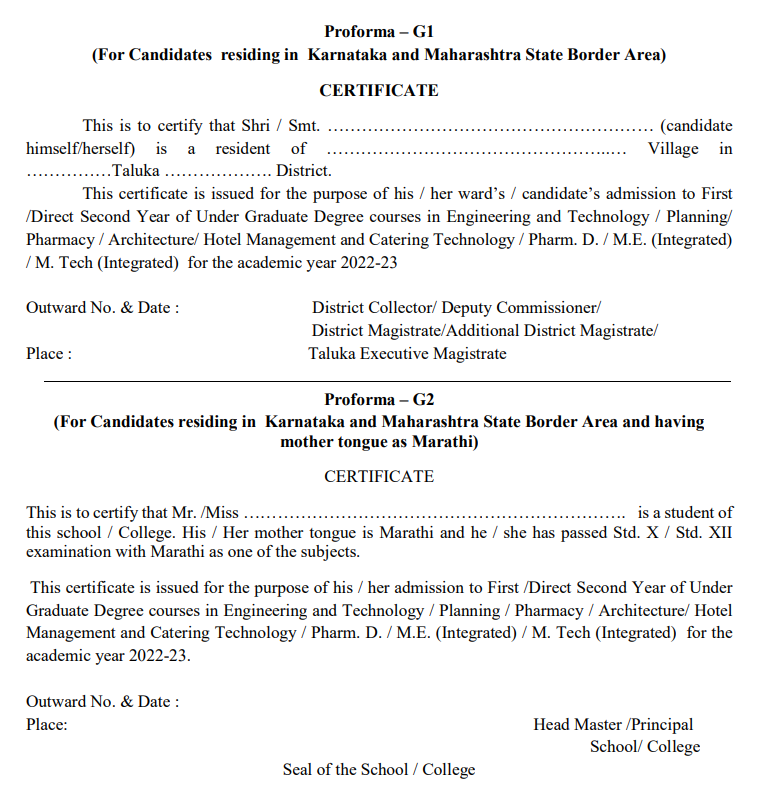 Proforma – G1
(For Candidates residing in Karnataka and Maharashtra State Border Area)
CERTIFICATE
This is to certify that Shri / Smt. ………………………………………………… (candidate
himself/herself) is a resident of …………………………………………..… Village in
……………Taluka ………………. District.
This certificate is issued for the purpose of his / her ward’s / candidate’s admission to First
/Direct Second Year of Under Graduate Degree courses in Engineering and Technology / Planning/
Pharmacy / Architecture/ Hotel Management and Catering Technology / Pharm. D. / M.E. (Integrated)
/ M. Tech (Integrated) for the academic year 2022-23
Outward No. & Date : District Collector/ Deputy Commissioner/
District Magistrate/Additional District Magistrate/
Place : Taluka Executive Magistrate
Proforma – G2
(For Candidates residing in Karnataka and Maharashtra State Border Area and having
mother tongue as Marathi)
CERTIFICATE
This is to certify that Mr. /Miss …………………………………………………………. is a student of
this school / College. His / Her mother tongue is Marathi and he / she has passed Std. X / Std. XII
examination with Marathi as one of the subjects.
This certificate is issued for the purpose of his / her admission to First /Direct Second Year of Under
Graduate Degree courses in Engineering and Technology / Planning / Pharmacy / Architecture/ Hotel
Management and Catering Technology / Pharm. D. / M.E. (Integrated) / M. Tech (Integrated) for the
academic year 2022-23.
Outward No. & Date :
Place: Head Master /Principal
School/ College
Seal of the School / College